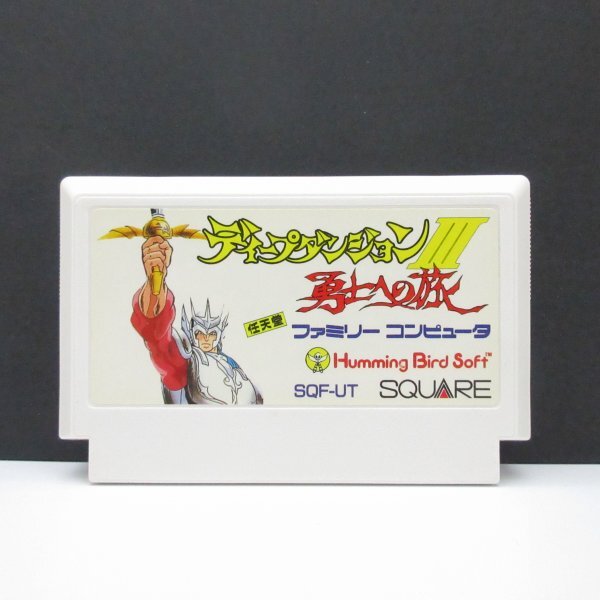 ディープダンジョンIII
勇士への旅
任天堂
ファミリー コンピュータ
Humming Bird Soft™
SQF-UT SQUARE